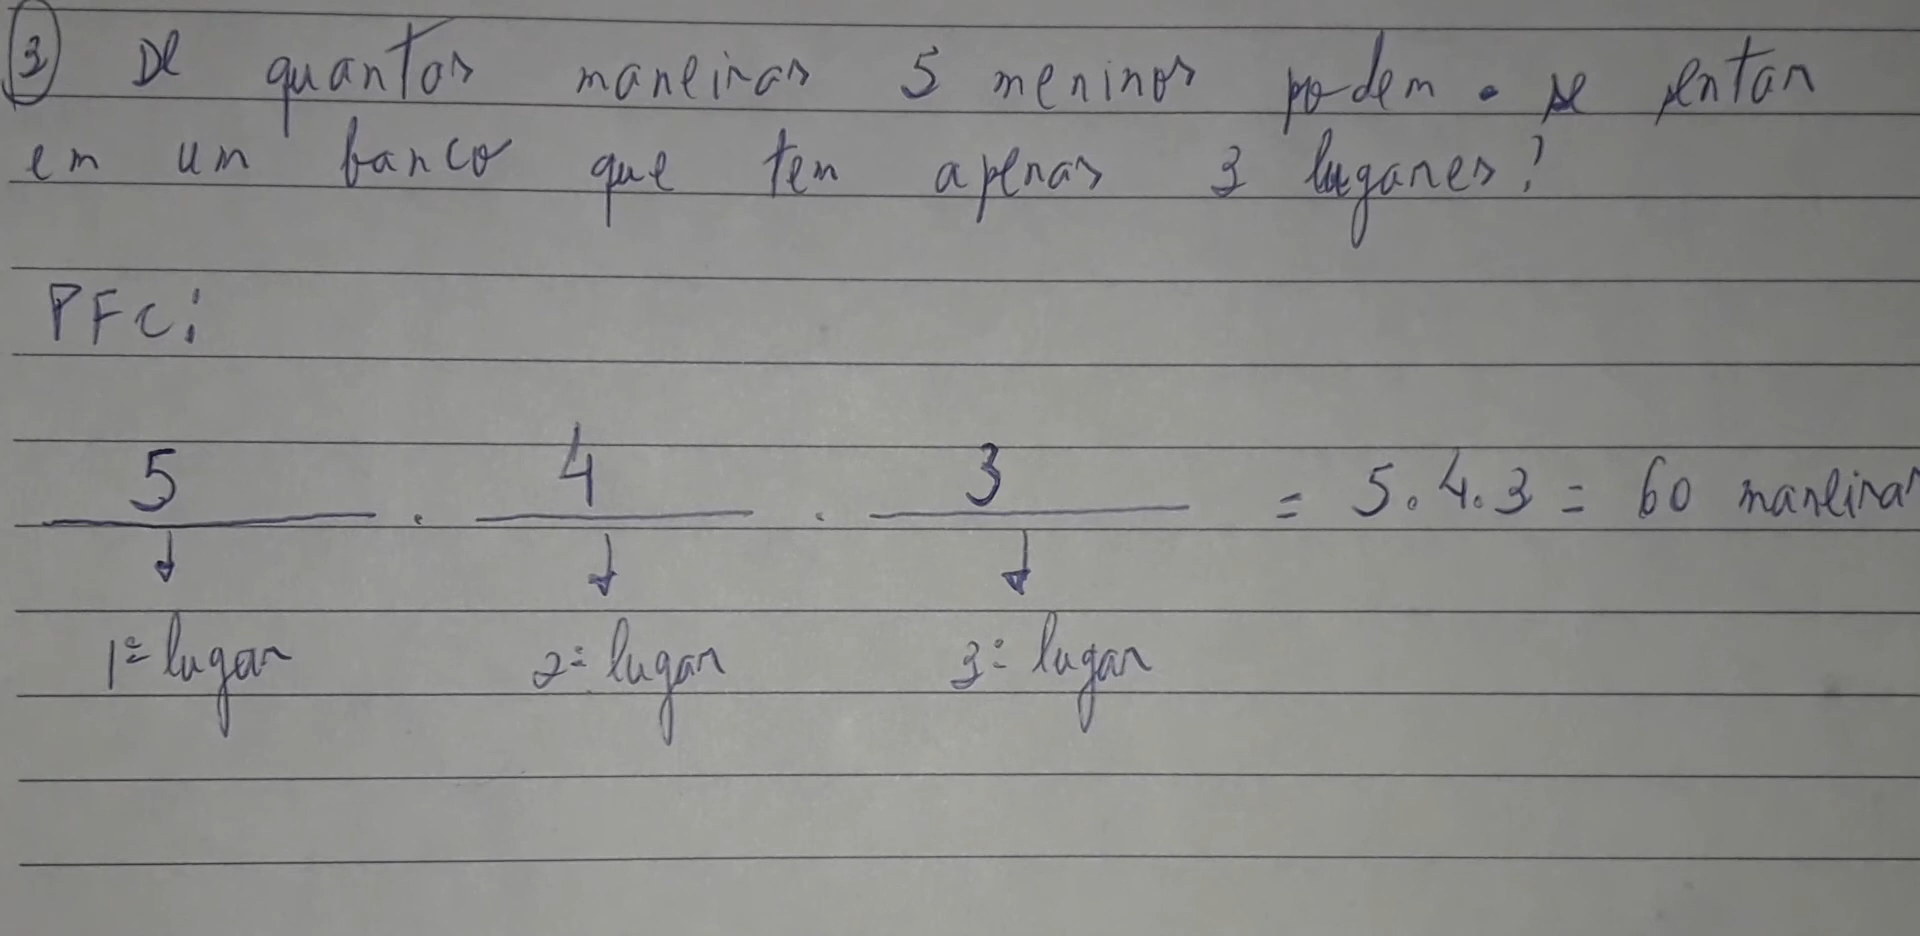 3 De quantas maneiras 5 meninos podem se sentar
em um banco que tem apenas 3 lugares?
PFC:
5 . 4 . 3 = 5.4.3 = 60 maneiras
1º lugar 2º lugar 3º lugar